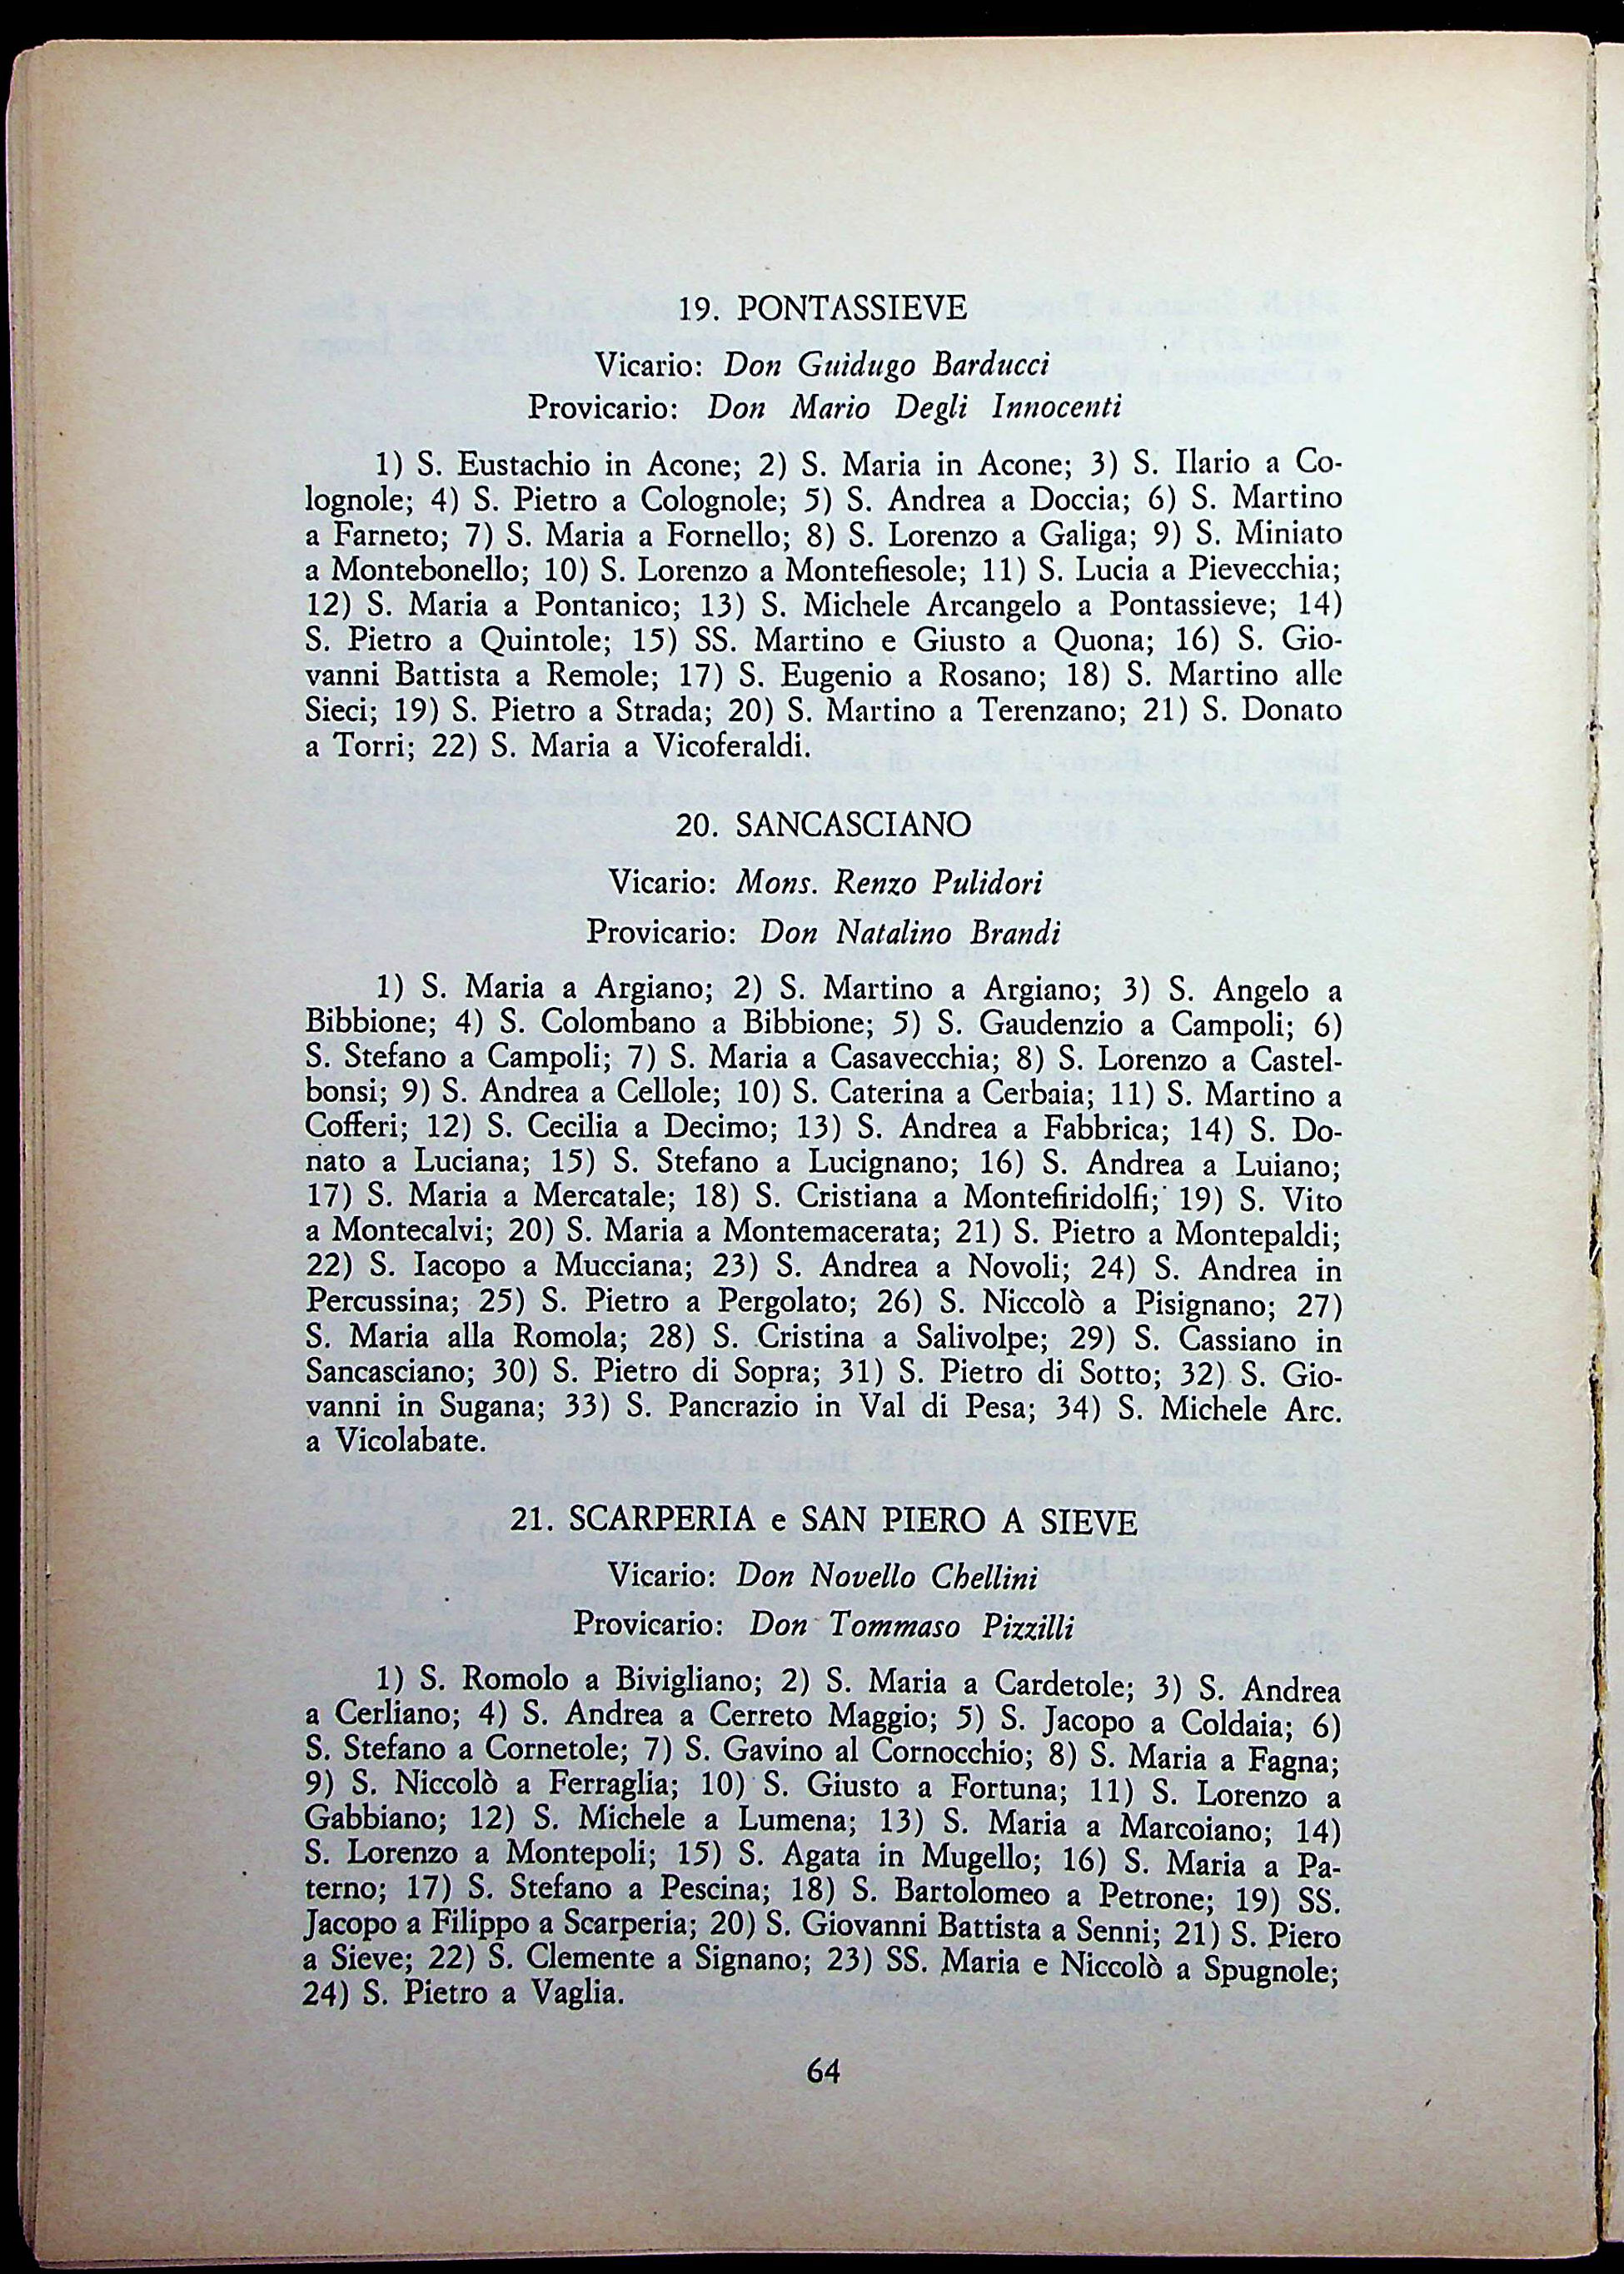 19. PONTASSIEVE
Vicario: Don Guidugo Barducci
Provicario: Don Mario Degli Innocenti
1) S. Eustachio in Acone; 2) S. Maria in Acone; 3) S. Ilario a Co-
lognole; 4) S. Pietro a Colognole; 5) S. Andrea a Doccia; 6) S. Martino
a Farneto; 7) S. Maria a Fornello; 8) S. Lorenzo a Galiga; 9) S. Miniato
a Montebonello; 10) S. Lorenzo a Montefiesole; 11) S. Lucia a Pievecchia;
12) S. Maria a Pontanico; 13) S. Michele Arcangelo a Pontassieve; 14)
S. Pietro a Quintole; 15) SS. Martino e Giusto a Quona; 16) S. Gio-
vanni Battista a Remole; 17) S. Eugenio a Rosano; 18) S. Martino alle
Sieci; 19) S. Pietro a Strada; 20) S. Martino a Terenzano; 21) S. Donato
a Torri; 22) S. Maria a Vicoferaldi.
20. SANCASCIANO
Vicario: Mons. Renzo Pulidori
Provicario: Don Natalino Brandi
1) S. Maria a Argiano; 2) S. Martino a Argiano; 3) S. Angelo a
Bibbione; 4) S. Colombano a Bibbione; 5) S. Gaudenzio a Campoli; 6)
S. Stefano a Campoli; 7) S. Maria a Casavecchia; 8) S. Lorenzo a Castel-
bonsi; 9) S. Andrea a Cellole; 10) S. Caterina a Cerbaia; 11) S. Martino a
Cofferi; 12) S. Cecilia a Decimo; 13) S. Andrea a Fabbrica; 14) S. Do-
nato a Luciana; 15) S. Stefano a Lucignano; 16) S. Andrea a Luiano;
17) S. Maria a Mercatale; 18) S. Cristiana a Montefiridolfi; 19) S. Vito
a Montecalvi; 20) S. Maria a Montemacerata; 21) S. Pietro a Montepaldi;
22) S. Iacopo a Mucciana; 23) S. Andrea a Novoli; 24) S. Andrea in
Percussina; 25) S. Pietro a Pergolato; 26) S. Niccolò a Pisignano; 27)
S. Maria alla Romola; 28) S. Cristina a Salivolpe; 29) S. Cassiano in
Sancasciano; 30) S. Pietro di Sopra; 31) S. Pietro di Sotto; 32) S. Gio-
vanni in Sugana; 33) S. Pancrazio in Val di Pesa; 34) S. Michele Arc.
a Vicolabate.
21. SCARPERIA e SAN PIERO A SIEVE
Vicario: Don Novello Chellini
Provicario: Don Tommaso Pizzilli
1) S. Romolo a Bivigliano; 2) S. Maria a Cardetole; 3) S. Andrea
a Cerliano; 4) S. Andrea a Cerreto Maggio; 5) S. Jacopo a Coldaia; 6)
S. Stefano a Cornetole; 7) S. Gavino al Cornocchio; 8) S. Maria a Fagna;
9) S. Niccolò a Ferraglia; 10) S. Giusto a Fortuna; 11) S. Lorenzo a
Gabbiano; 12) S. Michele a Lumena; 13) S. Maria a Marcoiano; 14)
S. Lorenzo a Montepoli; 15) S. Agata in Mugello; 16) S. Maria a Pa-
terno; 17) S. Stefano a Pescina; 18) S. Bartolomeo a Petrone; 19) SS.
Jacopo a Filippo a Scarperia; 20) S. Giovanni Battista a Senni; 21) S. Piero
a Sieve; 22) S. Clemente a Signano; 23) SS. Maria e Niccolò a Spugnole;
24) S. Pietro a Vaglia.
64